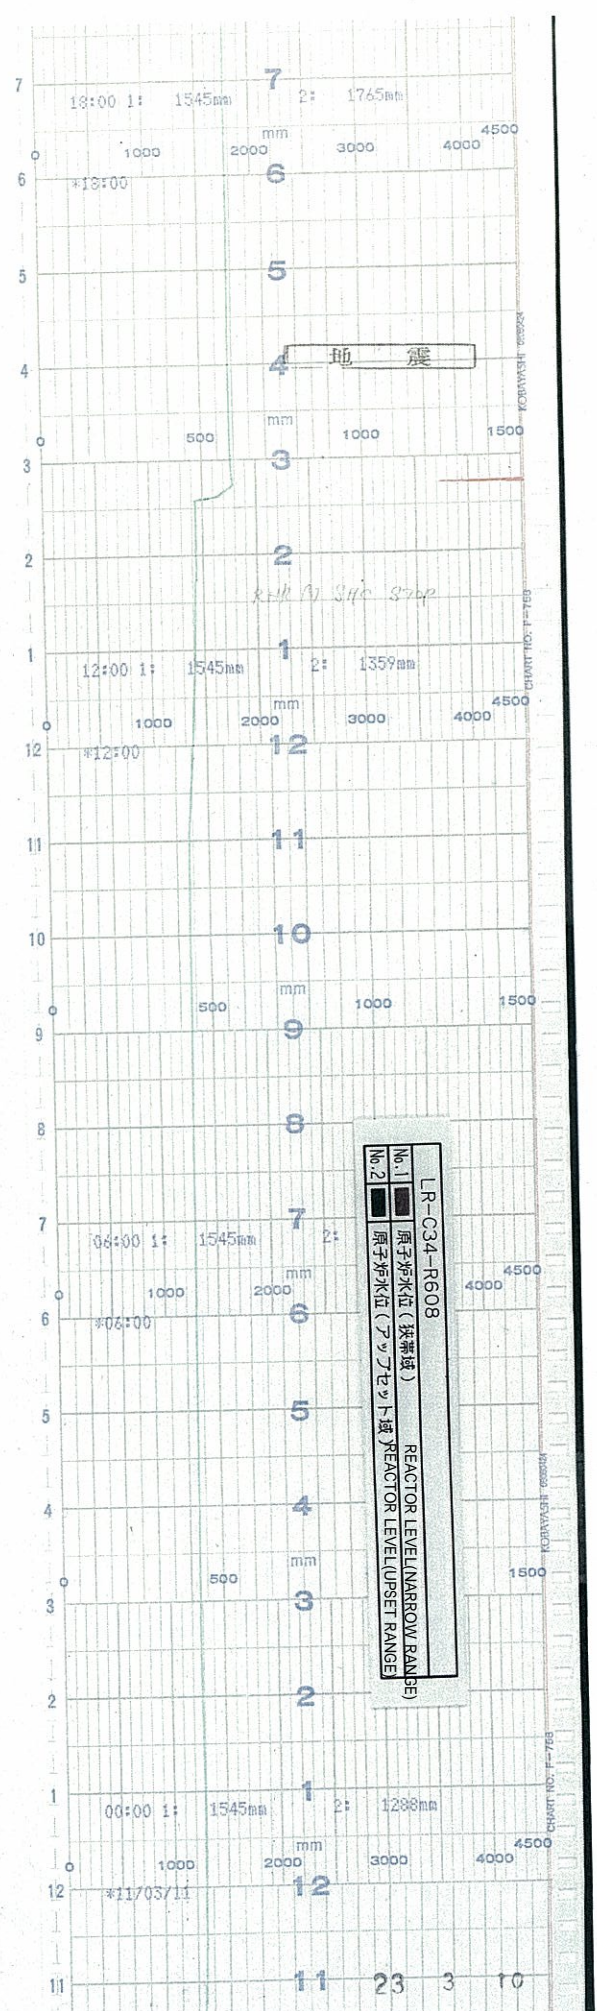 7 7
18:00 1: 1545mm 2: 1765mm
mm
0 1000 2000 3000 4000 4500
6 6
*18:00
5 5
KOBAYASHI
4 4 地 震
mm
0 500 1000 1500
3 3
2 2
STOP
CHART NO. F-768
1 1
12:00 1: 1545mm 2: 1359mm
mm
0 1000 2000 3000 4000 4500
12 12
*12:00
11 11
10 10
mm
0 500 1000 1500
9 9
8 8
7 7
LR-C34-R608
No.1 原子炉水位(狭帯域) REACTOR LEVEL(NARROW RANGE)
No.2 原子炉水位(アップセット域) REACTOR LEVEL(UPSET RANGE)
06:00 1: 1545mm 2:
mm
0 1000 2000 4000 4500
6 6
*06:00
5 5
KOBAYASHI
4 4
mm
0 500 1500
3 3
2 2
CHART NO. F-768
1 1
00:00 1: 1545mm 2: 1288mm
mm
0 1000 2000 3000 4000 4500
12 12
*11/03/11
11 11 23 3 10